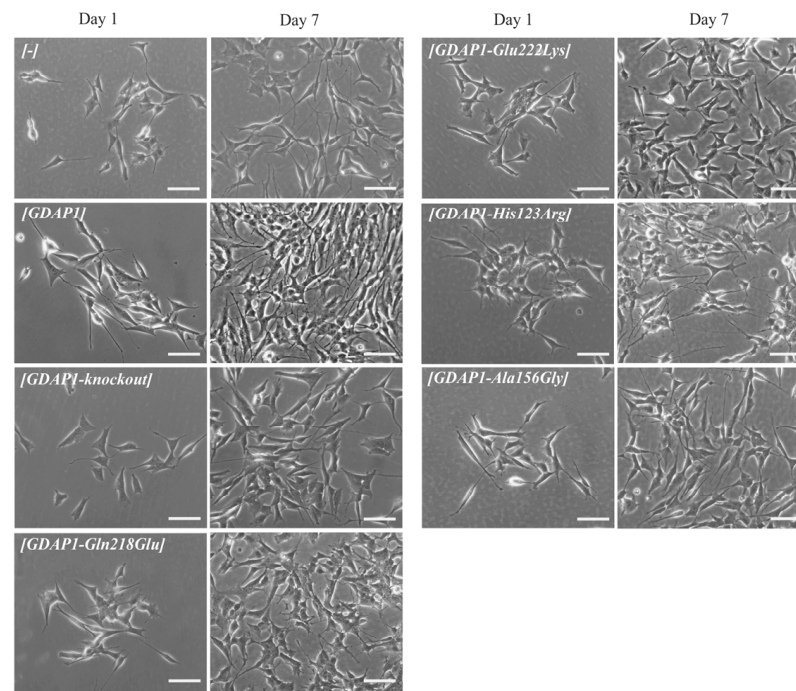 Day 1 Day 7 Day 1 Day 7
[-]
[GDAP1-Glu222Lys]
[GDAP1]
[GDAP1-His123Arg]
[GDAP1-knockout]
[GDAP1-Ala156Gly]
[GDAP1-Gln218Glu]